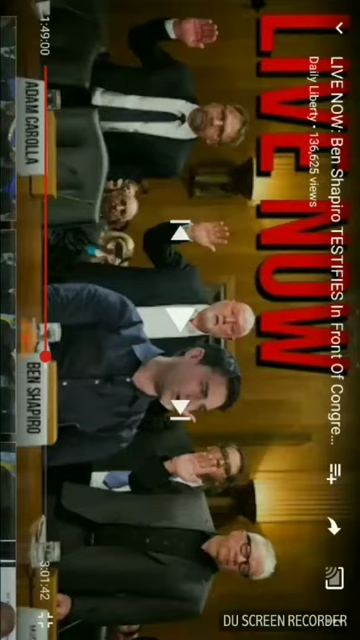 LIVE NOW: Ben Shapiro TESTIFIES In Front Of Congre...
Daily Liberty • 136,625 views
LIVE NOW
1:49:00
3:01:42
ADAM CAROLLA
BEN SHAPIRO
DU SCREEN RECORDER